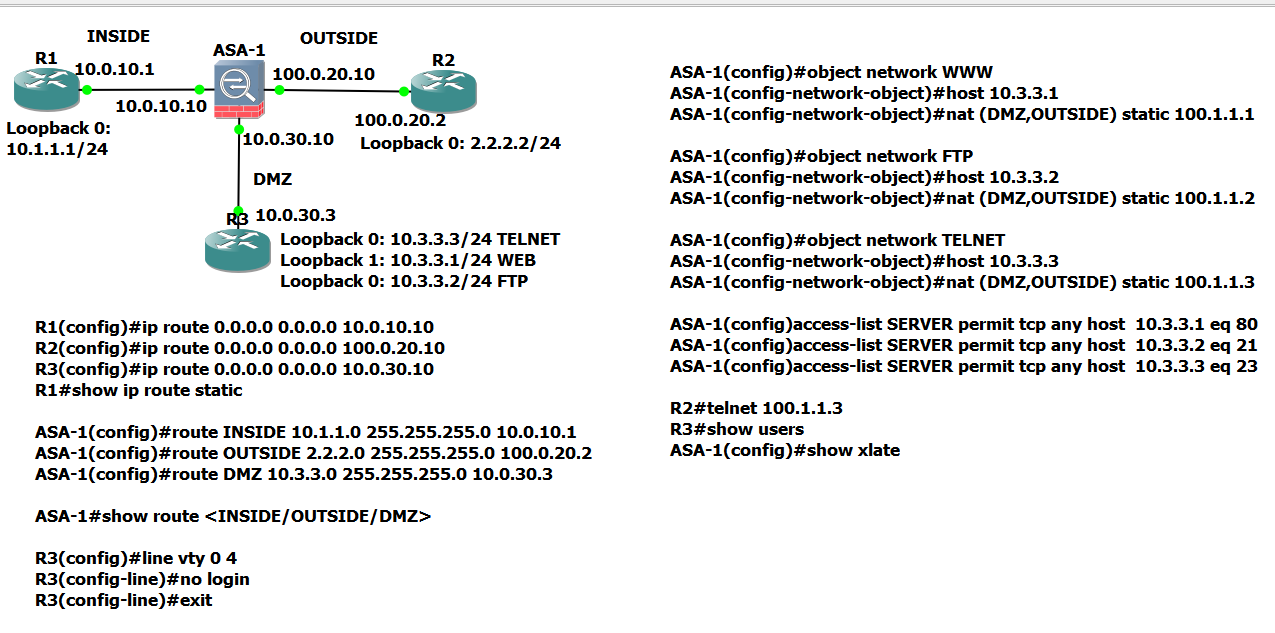 INSIDE
OUTSIDE
R1
ASA-1
R2
10.0.10.1
100.0.20.10
10.0.10.10
100.0.20.2
Loopback 0:
10.1.1.1/24
10.0.30.10
Loopback 0: 2.2.2.2/24
DMZ
R3
10.0.30.3
Loopback 0: 10.3.3.3/24 TELNET
Loopback 1: 10.3.3.1/24 WEB
Loopback 0: 10.3.3.2/24 FTP
R1(config)#ip route 0.0.0.0 0.0.0.0 10.0.10.10
R2(config)#ip route 0.0.0.0 0.0.0.0 100.0.20.10
R3(config)#ip route 0.0.0.0 0.0.0.0 10.0.30.10
R1#show ip route static
ASA-1(config)#route INSIDE 10.1.1.0 255.255.255.0 10.0.10.1
ASA-1(config)#route OUTSIDE 2.2.2.0 255.255.255.0 100.0.20.2
ASA-1(config)#route DMZ 10.3.3.0 255.255.255.0 10.0.30.3
ASA-1#show route <INSIDE/OUTSIDE/DMZ>
R3(config)#line vty 0 4
R3(config-line)#no login
R3(config-line)#exit
ASA-1(config)#object network WWW
ASA-1(config-network-object)#host 10.3.3.1
ASA-1(config-network-object)#nat (DMZ,OUTSIDE) static 100.1.1.1
ASA-1(config)#object network FTP
ASA-1(config-network-object)#host 10.3.3.2
ASA-1(config-network-object)#nat (DMZ,OUTSIDE) static 100.1.1.2
ASA-1(config)#object network TELNET
ASA-1(config-network-object)#host 10.3.3.3
ASA-1(config-network-object)#nat (DMZ,OUTSIDE) static 100.1.1.3
ASA-1(config)access-list SERVER permit tcp any host  10.3.3.1 eq 80
ASA-1(config)access-list SERVER permit tcp any host  10.3.3.2 eq 21
ASA-1(config)access-list SERVER permit tcp any host  10.3.3.3 eq 23
R2#telnet 100.1.1.3
R3#show users
ASA-1(config)#show xlate